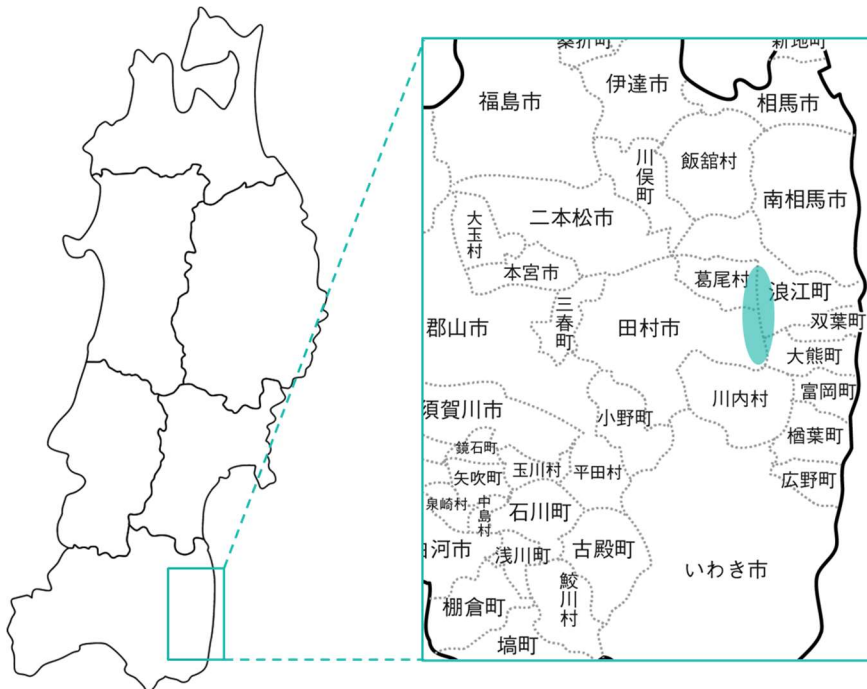 桑折町
新地町
伊達市
福島市
相馬市
川俣町
飯舘村
南相馬市
大玉村
二本松市
本宮市
葛尾村
浪江町
三春町
双葉町
郡山市
田村市
大熊町
川内村
富岡町
須賀川市
小野町
楢葉町
鏡石町
玉川村
平田村
矢吹町
広野町
泉崎村
中島村
石川町
白河市
浅川町
古殿町
いわき市
鮫川村
棚倉町
塙町